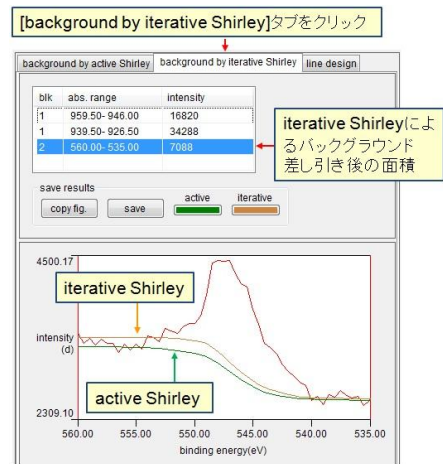 [background by iterative Shirley]タブをクリック
background by active Shirley background by iterative Shirley line design
blk abs. range intensity
1 959.50- 946.00 16820
1 939.50- 926.50 34288
2 560.00- 535.00 7088
iterative Shirleyによ
るバックグラウンド
差し引き後の面積
save results
active iterative
copy fig. save
4500.17
iterative Shirley
intensity
(d)
active Shirley
2309.10
560.00 555.00 550.00 545.00 540.00 535.00
binding energy(eV)